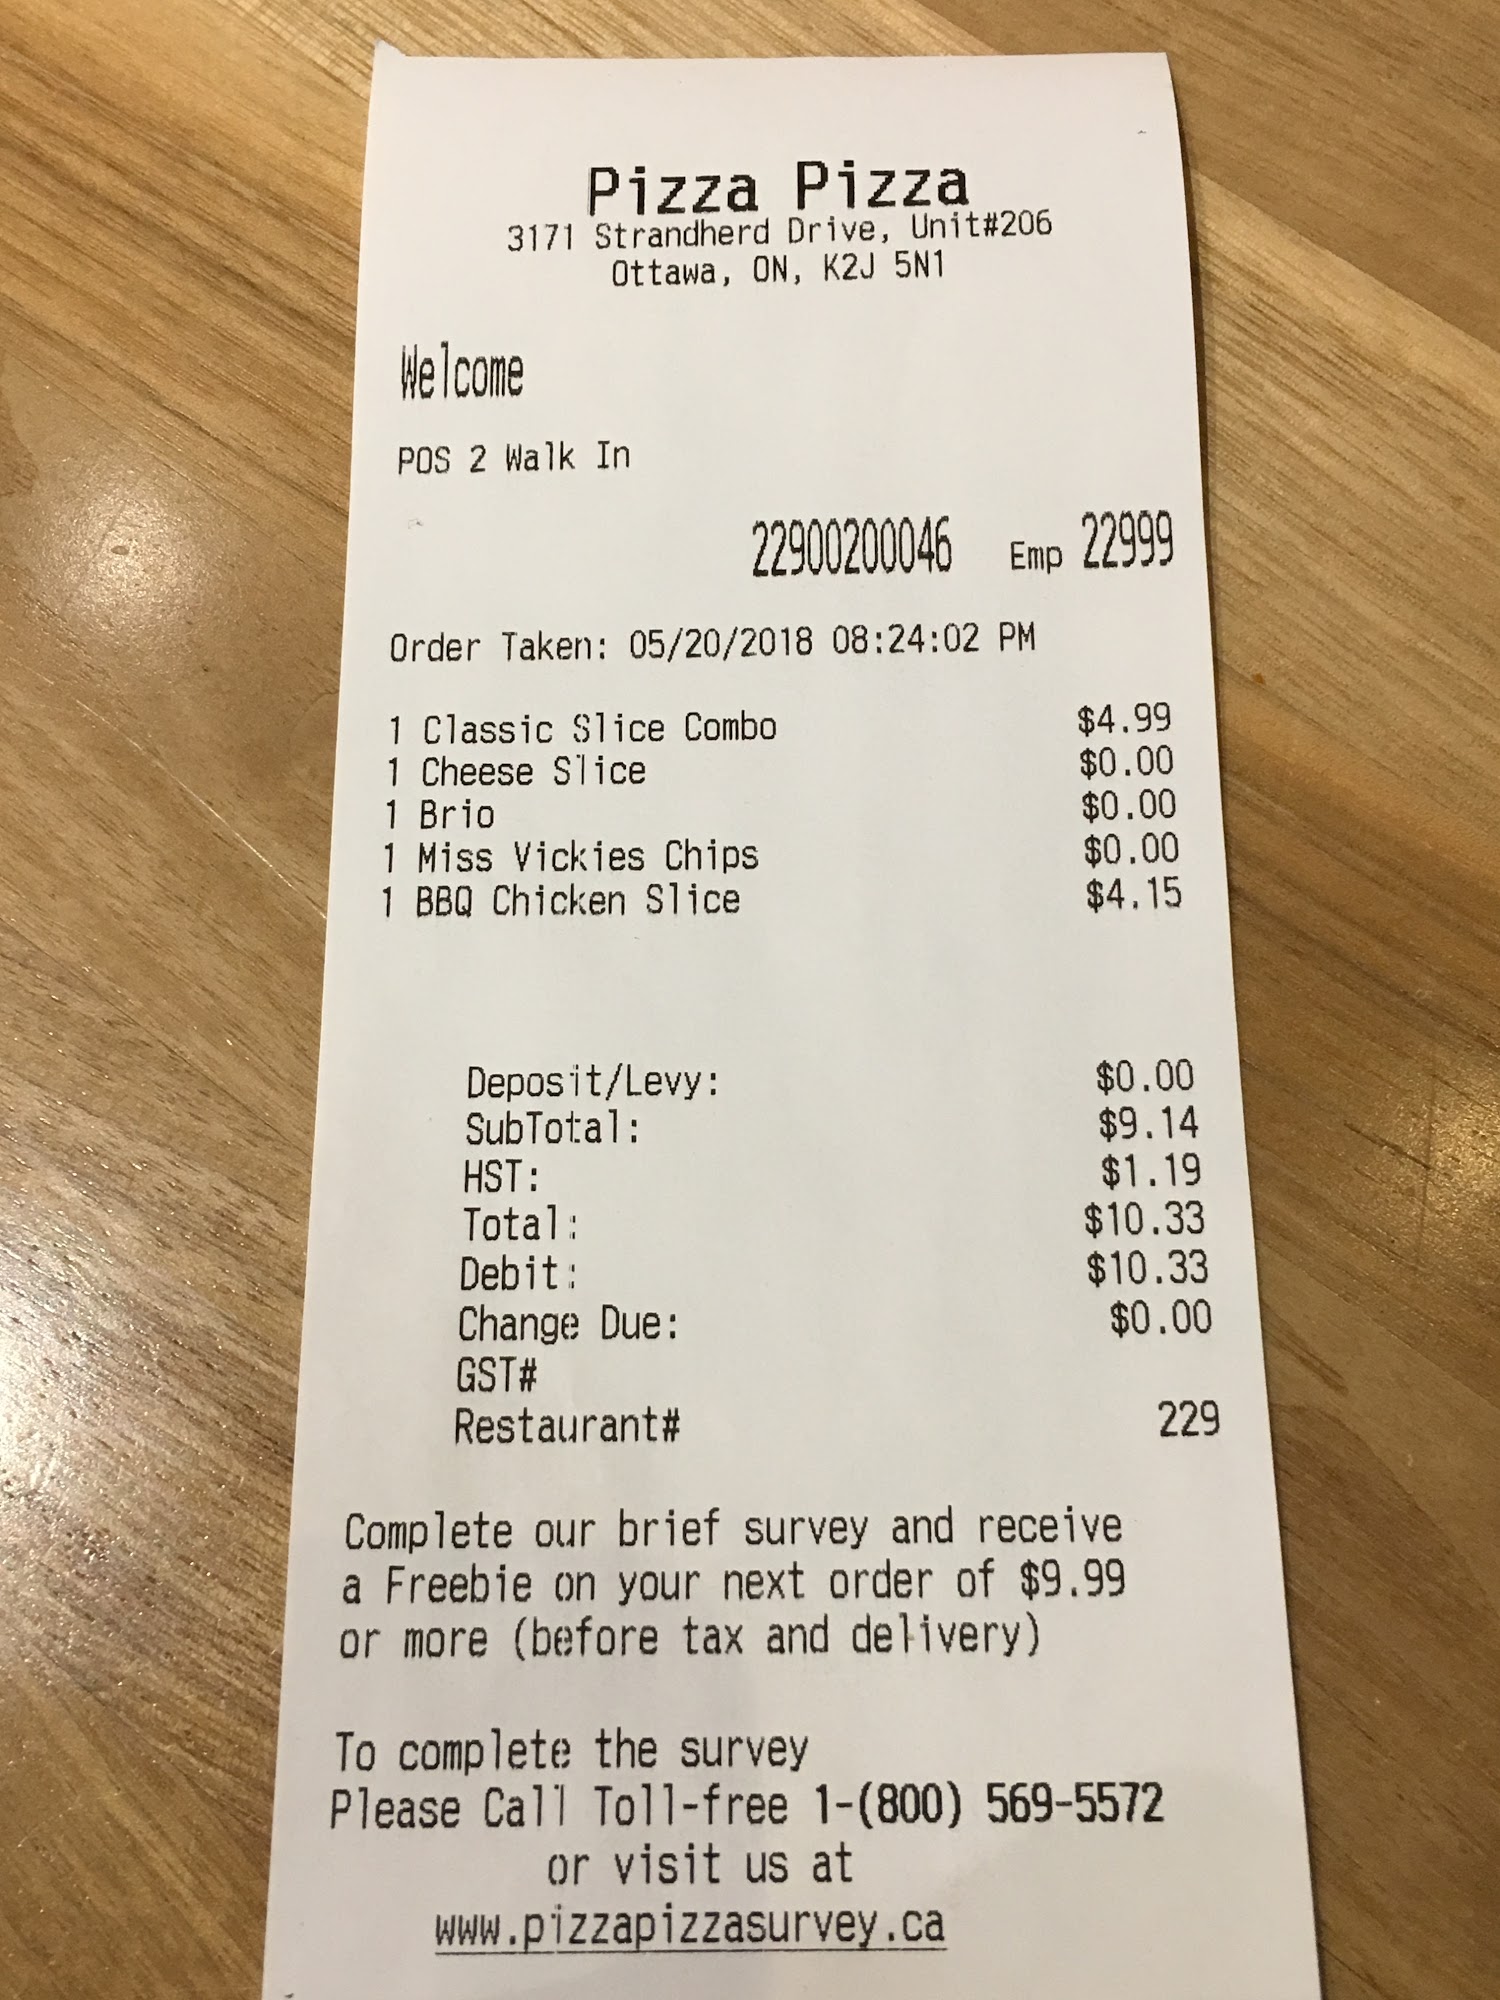 Pizza Pizza
3171 Strandherd Drive, Unit#206
Ottawa, ON, K2J 5N1
Welcome
POS 2 Walk In
22900200046 Emp 22999
Order Taken: 05/20/2018 08:24:02 PM
1 Classic Slice Combo $4.99
1 Cheese Slice $0.00
1 Brio $0.00
1 Miss Vickies Chips $0.00
1 BBQ Chicken Slice $4.15
Deposit/Levy: $0.00
SubTotal: $9.14
HST: $1.19
Total: $10.33
Debit: $10.33
Change Due: $0.00
GST#
Restaurant# 229
Complete our brief survey and receive
a Freebie on your next order of $9.99
or more (before tax and delivery)
To complete the survey
Please Call Toll-free 1-(800) 569-5572
or visit us at
www.pizzapizzasurvey.ca